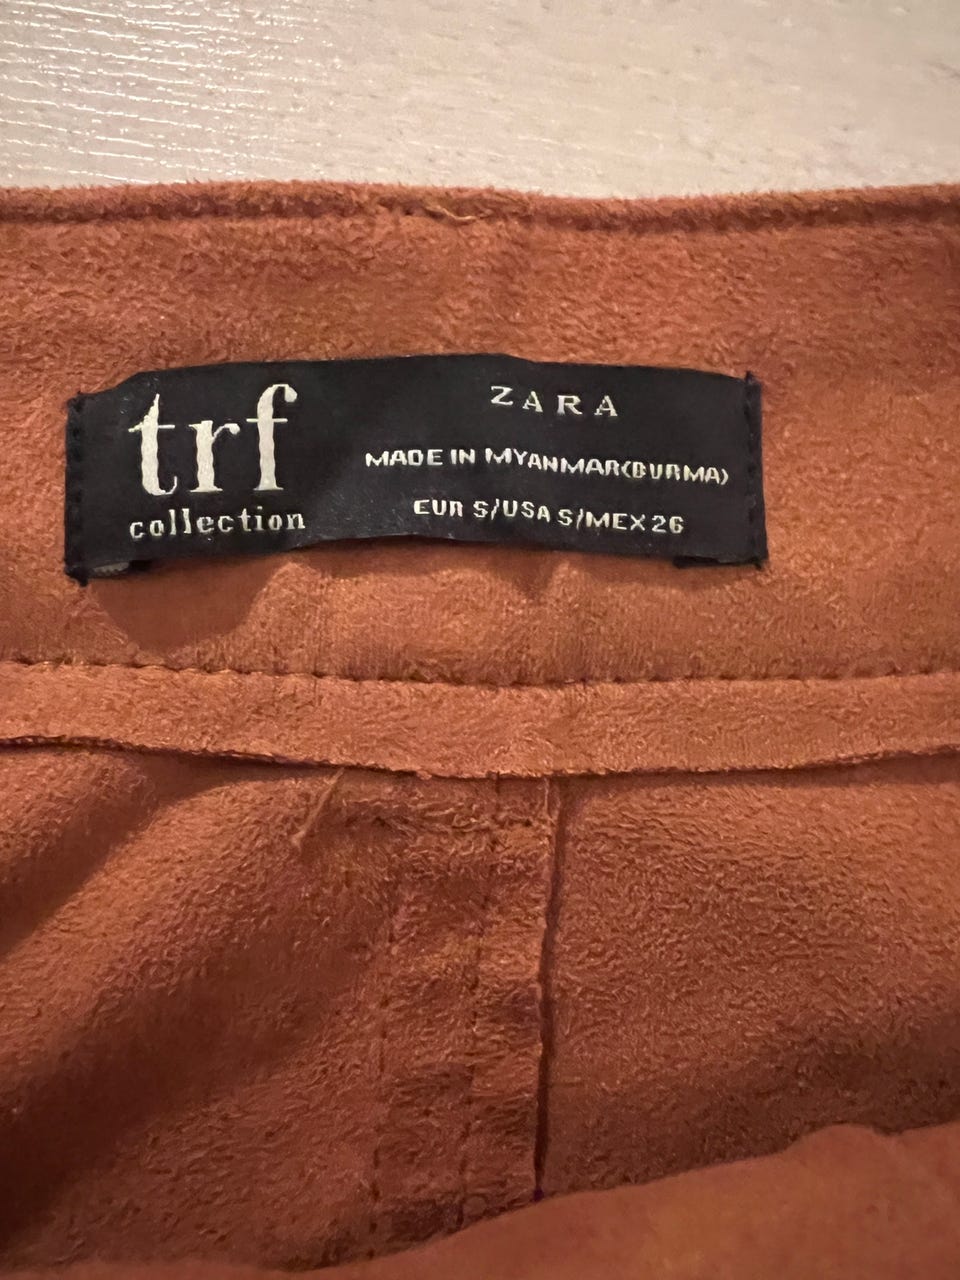 trf
collection
ZARA
MADE IN MYANMAR(BURMA)
EUR S/USA S/MEX 26